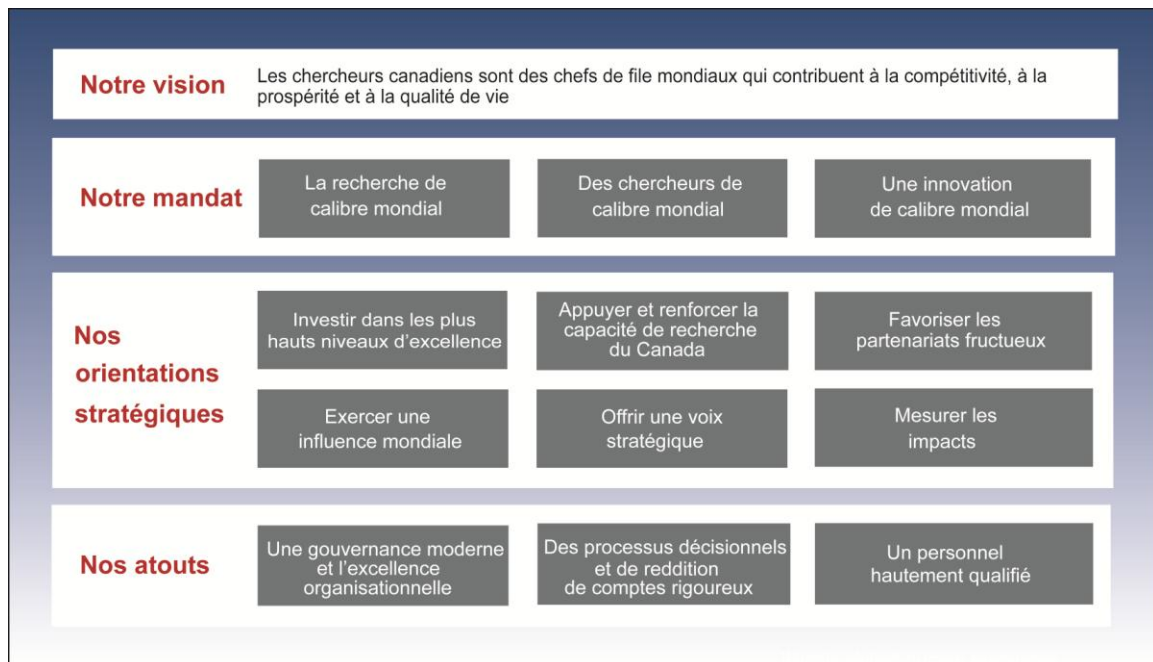 Notre vision
Les chercheurs canadiens sont des chefs de file mondiaux qui contribuent à la compétitivité, à la
prospérité et à la qualité de vie
Notre mandat
La recherche de
calibre mondial
Des chercheurs de
calibre mondial
Une innovation
de calibre mondial
Nos
orientations
stratégiques
Investir dans les plus
hauts niveaux d’excellence
Appuyer et renforcer la
capacité de recherche
du Canada
Favoriser les
partenariats fructueux
Exercer une
influence mondiale
Offrir une voix
stratégique
Mesurer les
impacts
Nos atouts
Une gouvernance moderne
et l’excellence
organisationnelle
Des processus décisionnels
et de reddition
de comptes rigoureux
Un personnel
hautement qualifié